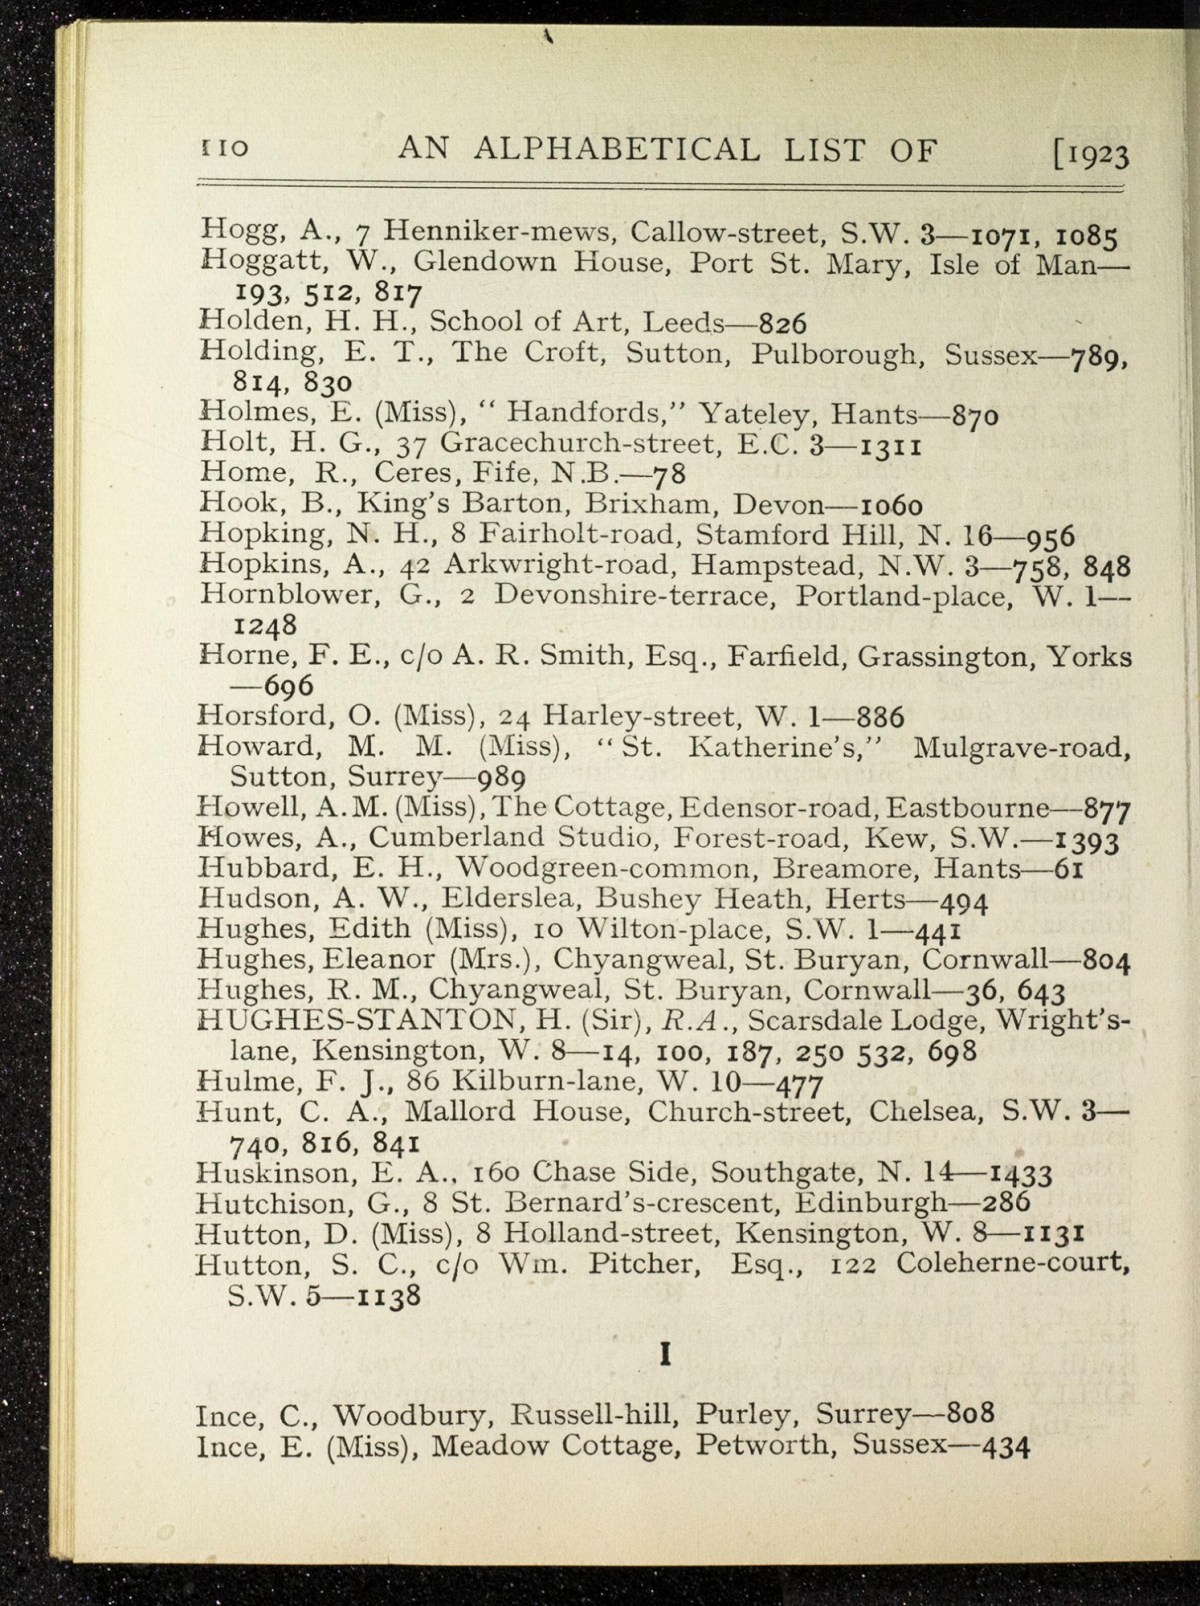 110 AN ALPHABETICAL LIST OF [1923
Hogg, A., 7 Henniker-mews, Callow-street, S.W. 3—1071, 1085
Hoggatt, W., Glendown House, Port St. Mary, Isle of Man—
193, 512, 817
Holden, H. H., School of Art, Leeds—826
Holding, E. T., The Croft, Sutton, Pulborough, Sussex—789,
814, 830
Holmes, E. (Miss), “ Handfords,” Yateley, Hants—870
Holt, H. G., 37 Gracechurch-street, E.C. 3—1311
Home, R., Ceres, Fife, N.B.—78
Hook, B., King's Barton, Brixham, Devon—1060
Hopking, N. H., 8 Fairholt-road, Stamford Hill, N. 16—956
Hopkins, A., 42 Arkwright-road, Hampstead, N.W. 3—758, 848
Hornblower, G., 2 Devonshire-terrace, Portland-place, W. 1—
1248
Horne, F. E., c/o A. R. Smith, Esq., Farfield, Grassington, Yorks
—696
Horsford, O. (Miss), 24 Harley-street, W. 1—886
Howard, M. M. (Miss), “ St. Katherine's,” Mulgrave-road,
Sutton, Surrey—989
Howell, A. M. (Miss), The Cottage, Edensor-road, Eastbourne—877
Howes, A., Cumberland Studio, Forest-road, Kew, S.W.—1393
Hubbard, E. H., Woodgreen-common, Breamore, Hants—61
Hudson, A. W., Elderslea, Bushey Heath, Herts—494
Hughes, Edith (Miss), 10 Wilton-place, S.W. 1—441
Hughes, Eleanor (Mrs.), Chyangweal, St. Buryan, Cornwall—804
Hughes, R. M., Chyangweal, St. Buryan, Cornwall—36, 643
HUGHES-STANTON, H. (Sir), R.A., Scarsdale Lodge, Wright's-
lane, Kensington, W. 8—14, 100, 187, 250 532, 698
Hulme, F. J., 86 Kilburn-lane, W. 10—477
Hunt, C. A., Mallord House, Church-street, Chelsea, S.W. 3—
740, 816, 841
Huskinson, E. A., 160 Chase Side, Southgate, N. 14—1433
Hutchison, G., 8 St. Bernard's-crescent, Edinburgh—286
Hutton, D. (Miss), 8 Holland-street, Kensington, W. 8—1131
Hutton, S. C., c/o Wm. Pitcher, Esq., 122 Coleherne-court,
S.W. 5—1138
I
Ince, C., Woodbury, Russell-hill, Purley, Surrey—808
Ince, E. (Miss), Meadow Cottage, Petworth, Sussex—434